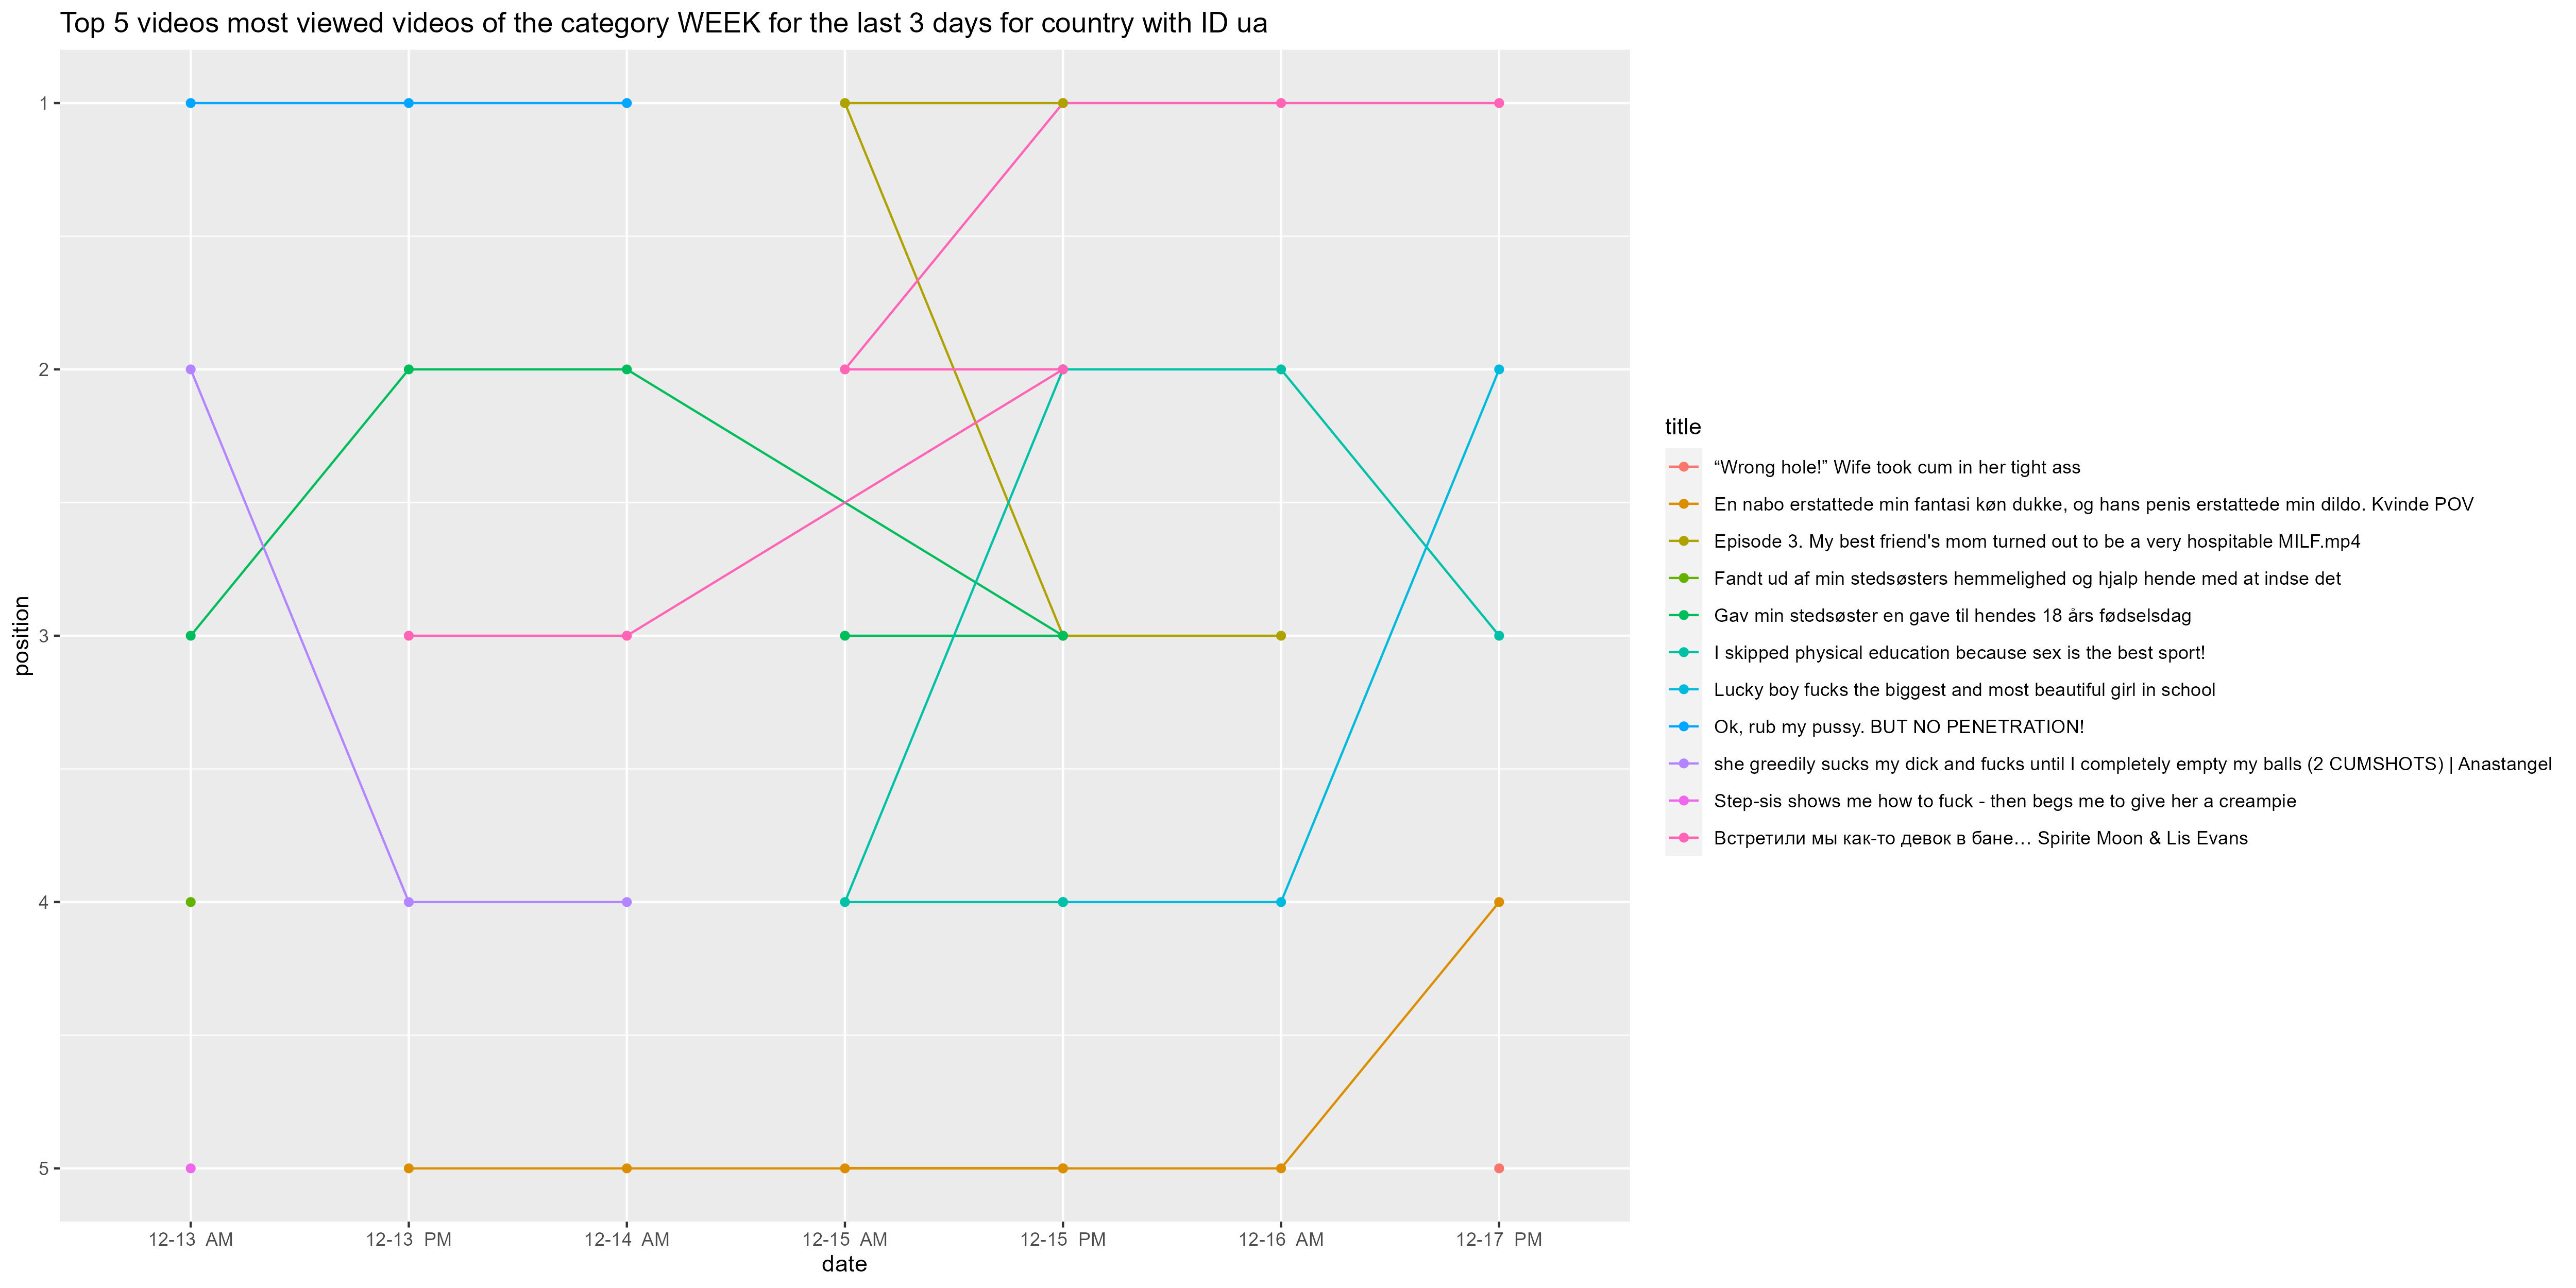 Top 5 videos most viewed videos of the category WEEK for the last 3 days for country with ID ua
position
1
2
3
4
5
12-13 AM
12-13 PM
12-14 AM
12-15 AM
12-15 PM
12-16 AM
12-17 PM
date
title
“Wrong hole!” Wife took cum in her tight ass
En nabo erstattede min fantasi køn dukke, og hans penis erstattede min dildo. Kvinde POV
Episode 3. My best friend's mom turned out to be a very hospitable MILF.mp4
Fandt ud af min stedsøsters hemmelighed og hjalp hende med at indse det
Gav min stedsøster en gave til hendes 18 års fødselsdag
I skipped physical education because sex is the best sport!
Lucky boy fucks the biggest and most beautiful girl in school
Ok, rub my pussy. BUT NO PENETRATION!
she greedily sucks my dick and fucks until I completely empty my balls (2 CUMSHOTS) | Anastangel
Step-sis shows me how to fuck - then begs me to give her a creampie
Встретили мы как-то девок в бане… Spirite Moon & Lis Evans